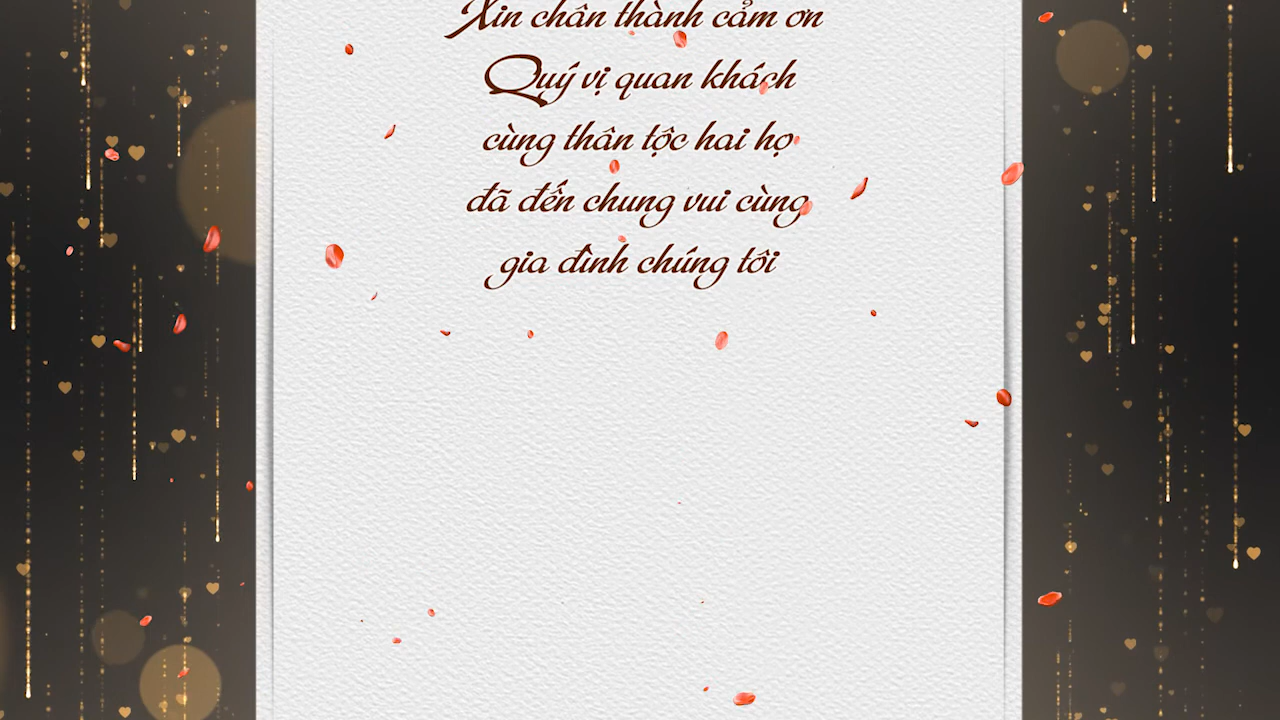 Xin chân thành cảm ơn
Quý vị quan khách
cùng thân tộc hai họ
đã đến chung vui cùng
gia đình chúng tôi